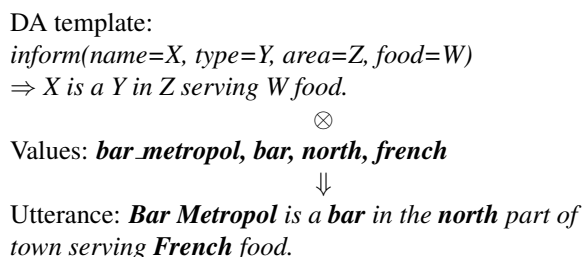 DA template:
inform(name=X, type=Y, area=Z, food=W)
⇒ X is a Y in Z serving W food.
⊗
Values: bar_metropol, bar, north, french
⇓
Utterance: Bar Metropol is a bar in the north part of
town serving French food.